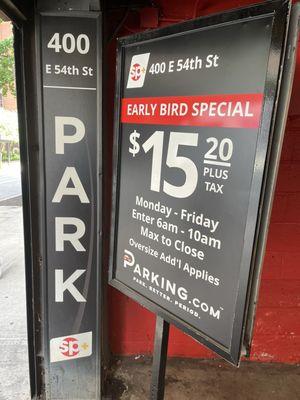 400
E 54th St
PARK
sp+
sp+ 400 E 54th St
EARLY BIRD SPECIAL
$15.20
PLUS
TAX
Monday - Friday
Enter 6am - 10am
Max to Close
Oversize Add'l Applies
PARKING.COM™
PARK. BETTER. PERIOD.